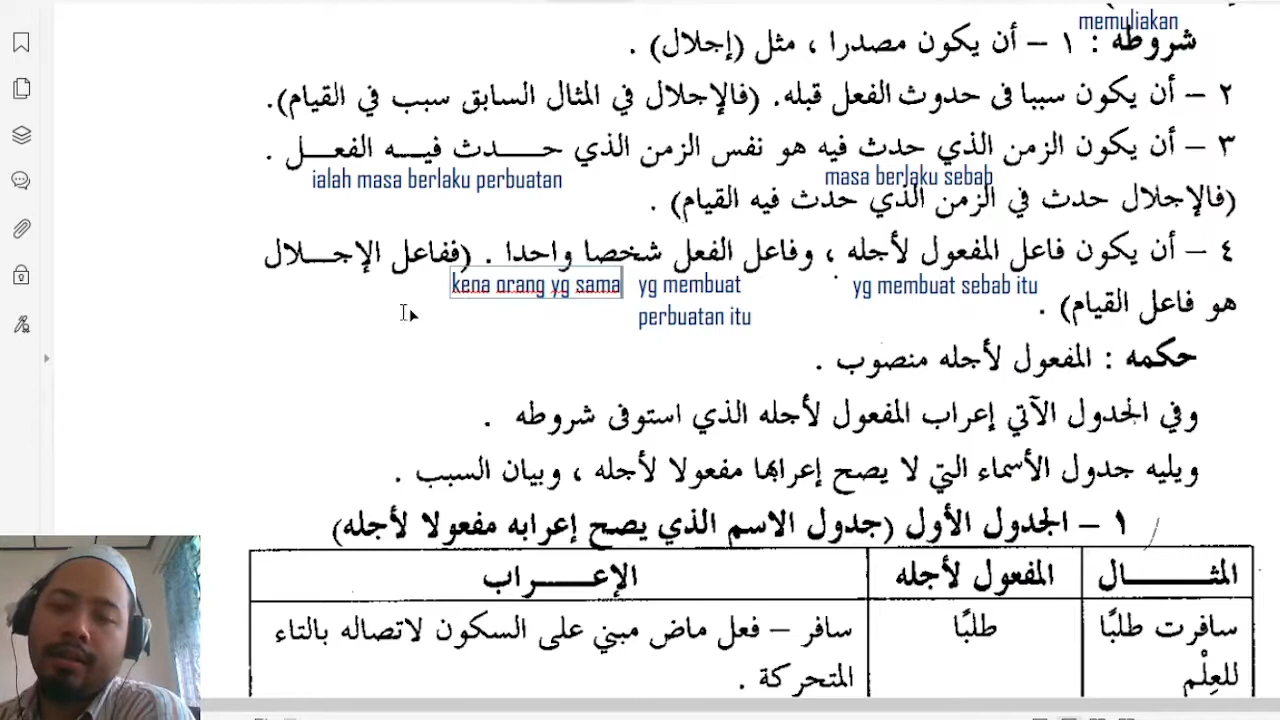 memuliakan
شروطه : ١ – أن يكون مصدرا ، مثل (إجلال) .
٢ – أن يكون سببا فى حدوث الفعل قبله. (فالإجلال في المثال السابق سبب في القيام).
٣ – أن يكون الزمن الذي حدث فيه هو نفس الزمن الذي حـــدث فيــه الفعــل .
masa berlaku sebab
ialah masa berlaku perbuatan
(فالإجلال حدث في الزمن الذي حدث فيه القيام) .
٤ – أن يكون فاعل المفعول لأجله ، وفاعل الفعل شخصا واحدا . (ففاعل الإجــلال
yg membuat sebab itu
yg membuat
perbuatan itu
kena orang yg sama
هو فاعل القيام) .
حكمه : المفعول لأجله منصوب .
وفي الجدول الآتي إعراب المفعول لأجله الذي استوفى شروطه .
ويليه جدول الأسماء التي لا يصح إعرابها مفعولا لأجله ، وبيان السبب .
١ – الجدول الأول (جدول الاسم الذي يصح إعرابه مفعولا لأجله)
المثـــــال المفعول لأجله الإعـــــراب
سافرت طلبًا طلبًا سافر – فعل ماض مبني على السكون لاتصاله بالتاء
للعِلْم المتحركة .